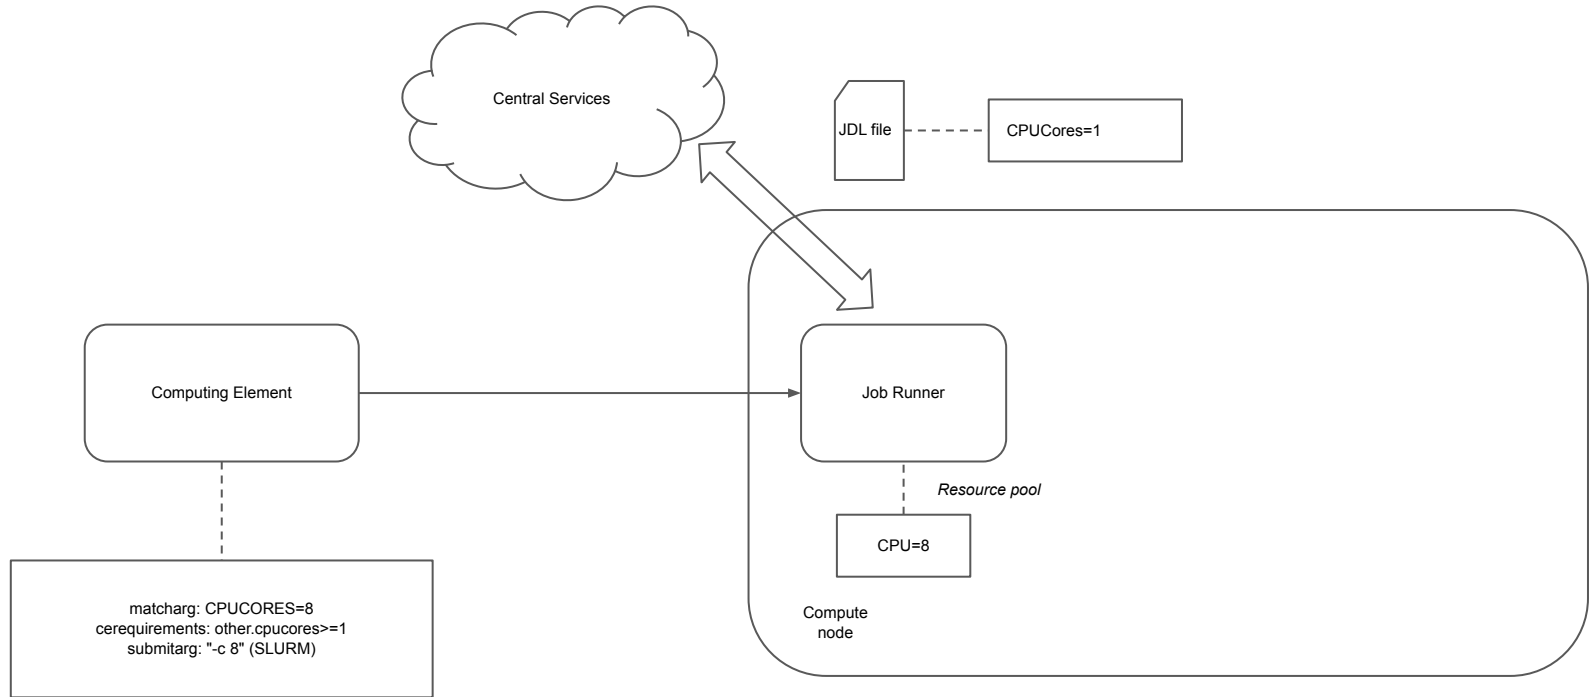 Central Services
JDL file
CPUCores=1
Computing Element
Job Runner
Resource pool
CPU=8
Compute
node
matcharg: CPUCORES=8
cerequirements: other.cpucores>=1
submitarg: "-c 8" (SLURM)